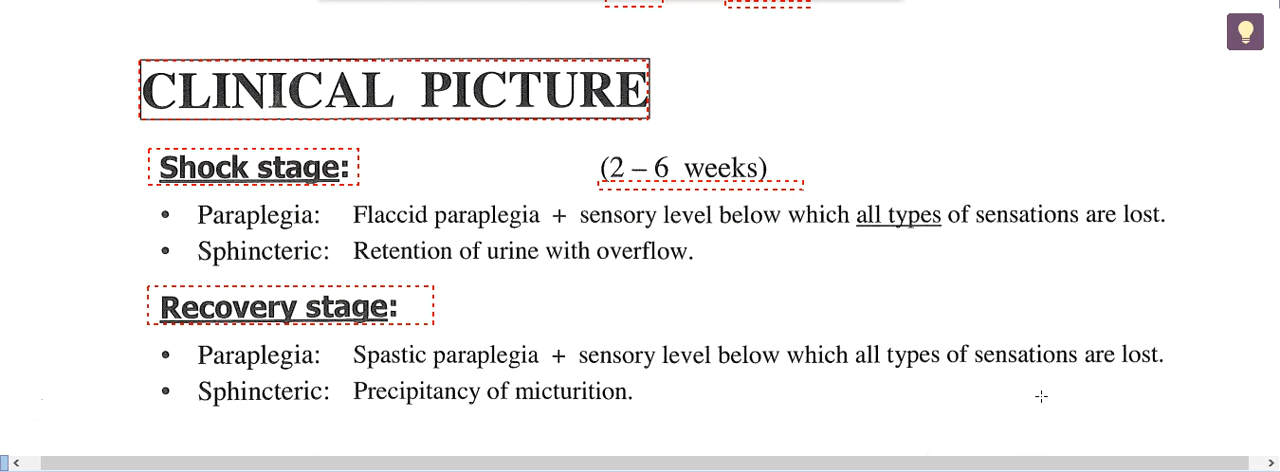 CLINICAL PICTURE
Shock stage: (2 – 6 weeks)
• Paraplegia: Flaccid paraplegia + sensory level below which all types of sensations are lost.
• Sphincteric: Retention of urine with overflow.
Recovery stage:
• Paraplegia: Spastic paraplegia + sensory level below which all types of sensations are lost.
• Sphincteric: Precipitancy of micturition.